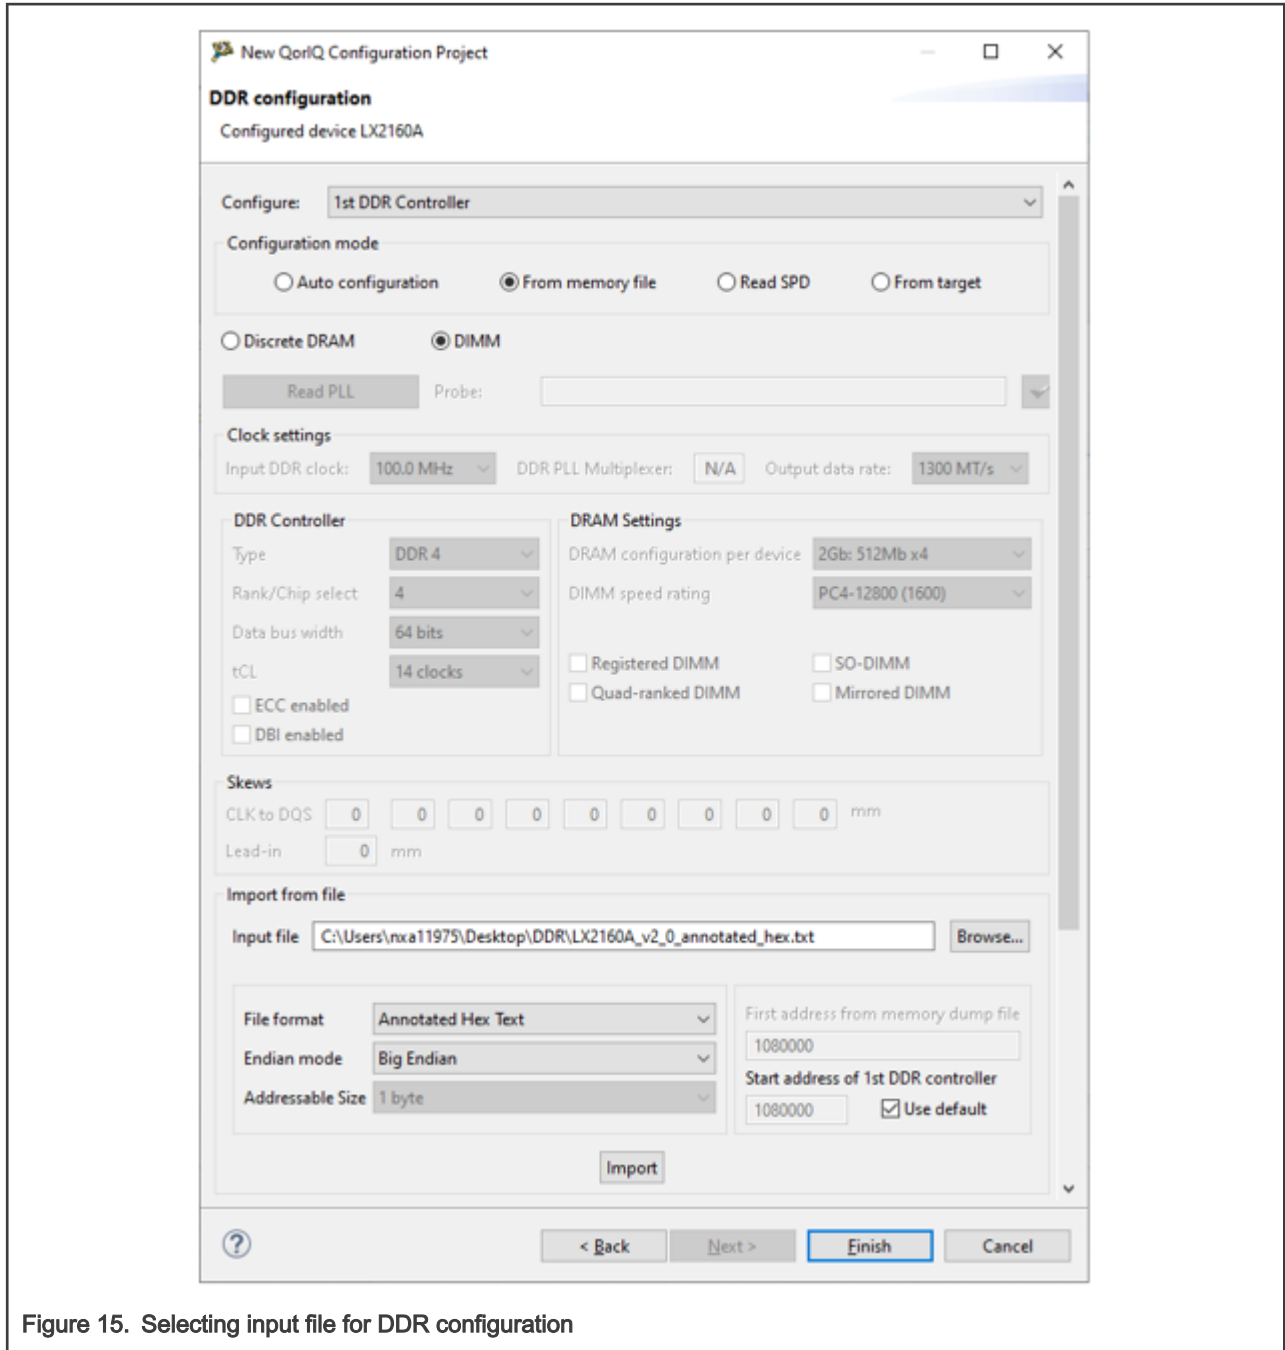 New QorIQ Configuration Project
DDR configuration
Configured device LX2160A
Configure: 1st DDR Controller
Configuration mode
Auto configuration From memory file Read SPD From target
Discrete DRAM DIMM
Read PLL Probe:
Clock settings
Input DDR clock: 100.0 MHz DDR PLL Multiplexer: N/A Output data rate: 1300 MT/s
DDR Controller DRAM Settings
Type DDR 4 DRAM configuration per device 2Gb: 512Mb x4
Rank/Chip select 4 DIMM speed rating PC4-12800 (1600)
Data bus width 64 bits
tCL 14 clocks Registered DIMM SO-DIMM
ECC enabled Quad-ranked DIMM Mirrored DIMM
DBI enabled
Skews
CLK to DQS 0 0 0 0 0 0 0 0 0 mm
Lead-in 0 mm
Import from file
Input file C:\Users\nxa11975\Desktop\DDR\LX2160A_v2_0_annotated_hex.txt Browse...
File format Annotated Hex Text First address from memory dump file
1080000
Endian mode Big Endian Start address of 1st DDR controller
Addressable Size 1 byte 1080000 Use default
Import
? < Back Next > Finish Cancel
Figure 15. Selecting input file for DDR configuration